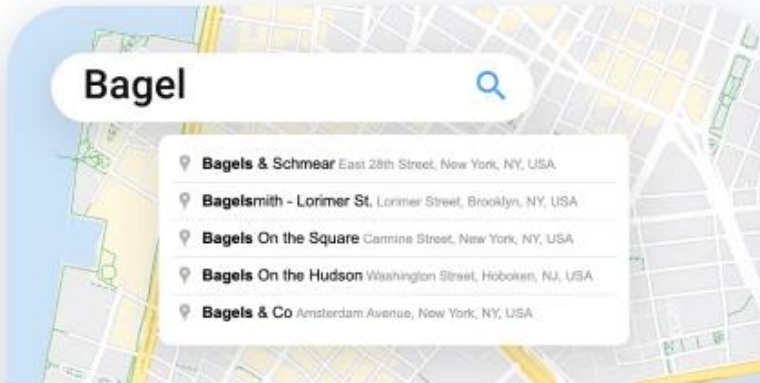 Bagel
Bagels & Schmear East 28th Street, New York, NY, USA
Bagelsmith - Lorimer St. Lorimer Street, Brooklyn, NY, USA
Bagels On the Square Carmine Street, New York, NY, USA
Bagels On the Hudson Washington Street, Hoboken, NJ, USA
Bagels & Co Amsterdam Avenue, New York, NY, USA